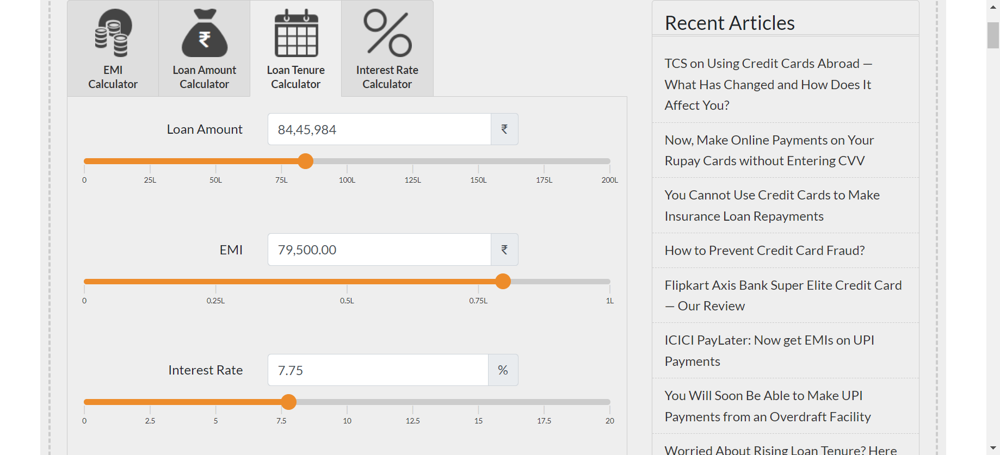 EMI
Calculator
Loan Amount
Calculator
Loan Tenure
Calculator
Interest Rate
Calculator
Loan Amount
84,45,984
₹
0 25L 50L 75L 100L 125L 150L 175L 200L
EMI
79,500.00
₹
0 0.25L 0.5L 0.75L 1L
Interest Rate
7.75
%
0 2.5 5 7.5 10 12.5 15 17.5 20
Recent Articles
TCS on Using Credit Cards Abroad —
What Has Changed and How Does It
Affect You?
Now, Make Online Payments on Your
Rupay Cards without Entering CVV
You Cannot Use Credit Cards to Make
Insurance Loan Repayments
How to Prevent Credit Card Fraud?
Flipkart Axis Bank Super Elite Credit Card
— Our Review
ICICI PayLater: Now get EMIs on UPI
Payments
You Will Soon Be Able to Make UPI
Payments from an Overdraft Facility
Worried About Rising Loan Tenure? Here